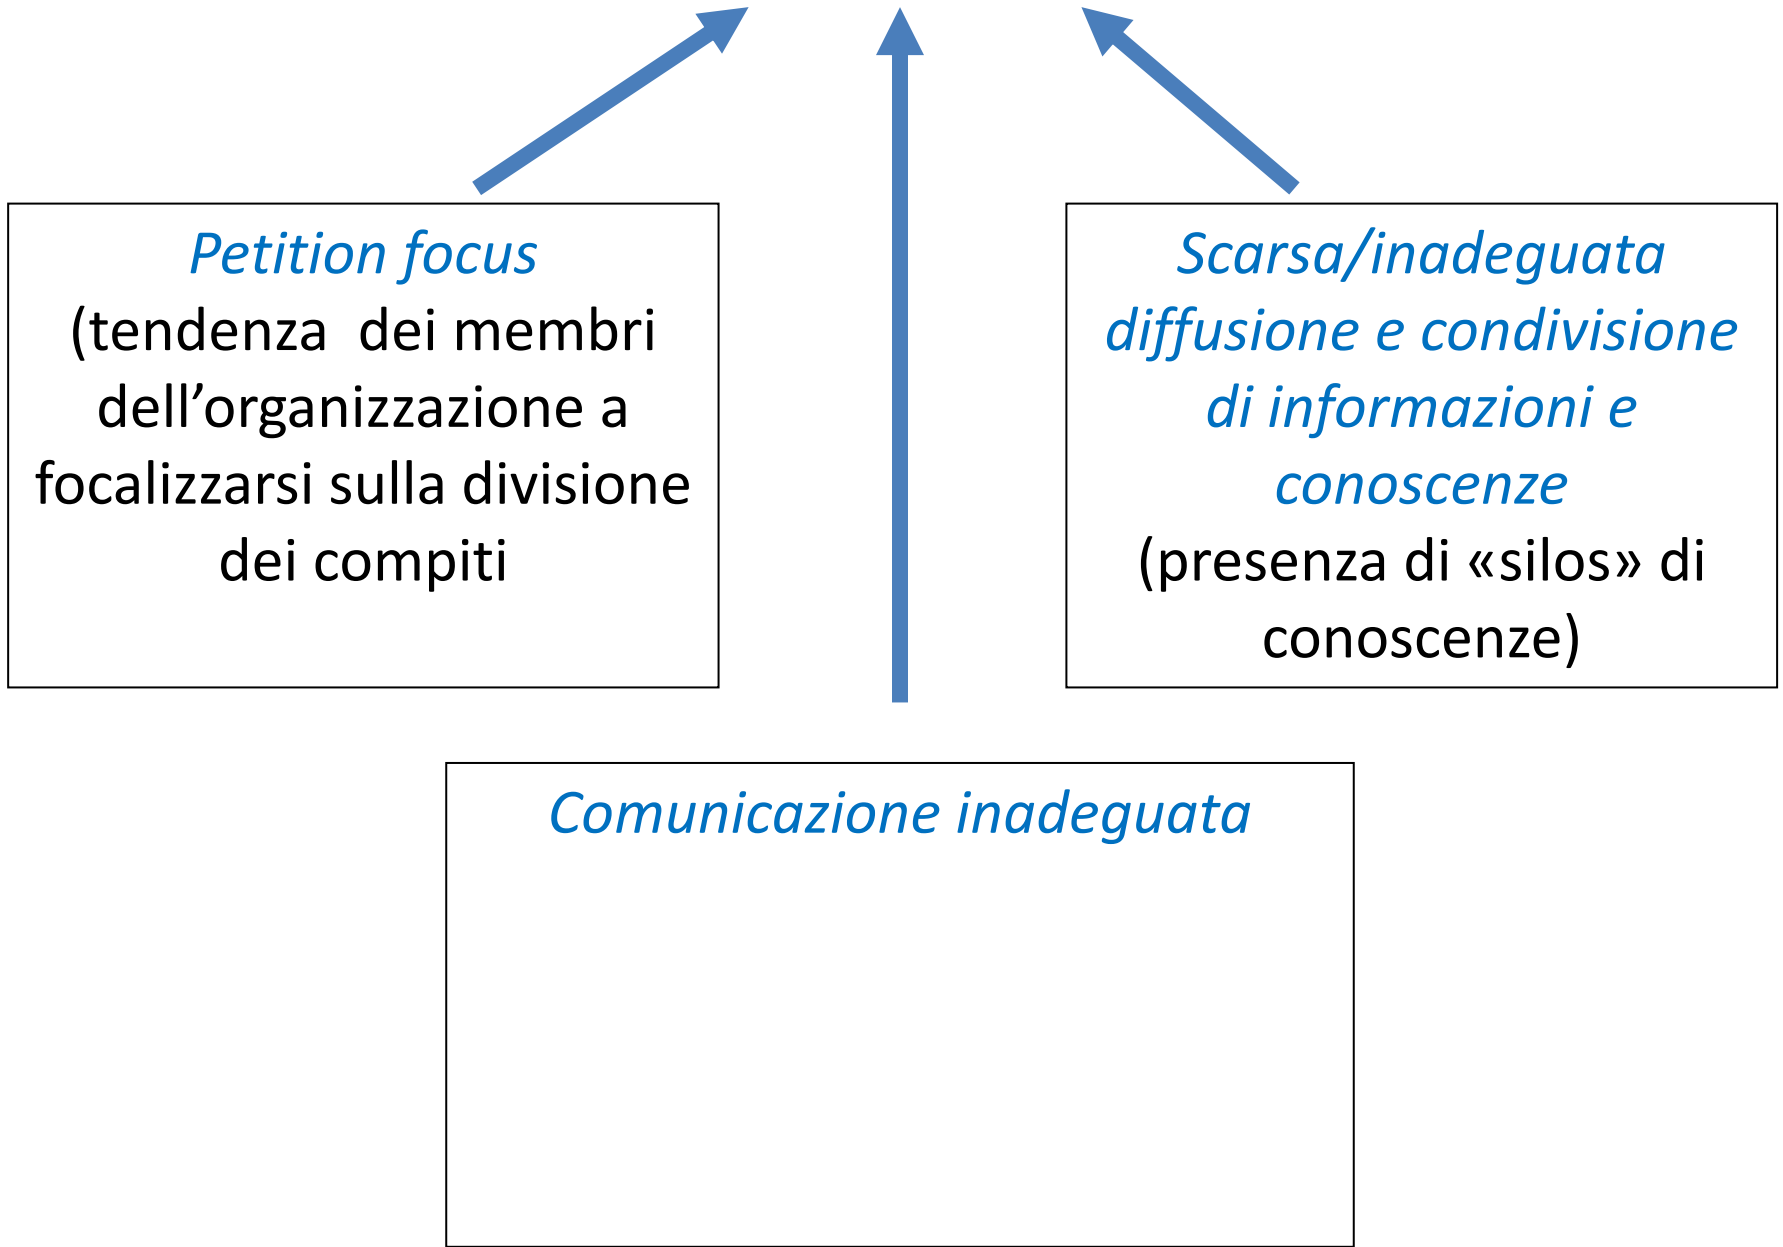 Petition focus
(tendenza  dei membri
dell’organizzazione a
focalizzarsi sulla divisione
dei compiti
Scarsa/inadeguata
diffusione e condivisione
di informazioni e
conoscenze
(presenza di «silos» di
conoscenze)
Comunicazione inadeguata